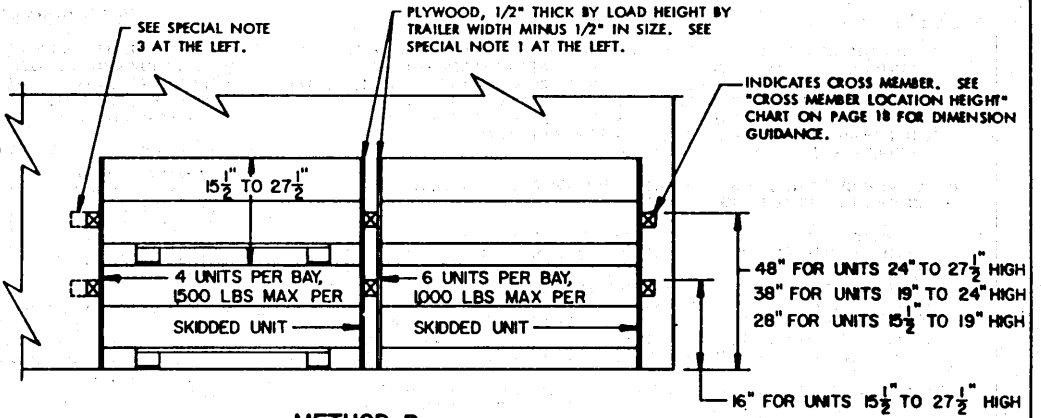 SEE SPECIAL NOTE
3 AT THE LEFT.
PLYWOOD, 1/2" THICK BY LOAD HEIGHT BY
TRAILER WIDTH MINUS 1/2" IN SIZE. SEE
SPECIAL NOTE 1 AT THE LEFT.
INDICATES CROSS MEMBER. SEE
"CROSS MEMBER LOCATION HEIGHT"
CHART ON PAGE 18 FOR DIMENSION
GUIDANCE.
15 1/2" TO 27 1/2"
4 UNITS PER BAY,
1500 LBS MAX PER
SKIDDED UNIT
6 UNITS PER BAY,
1000 LBS MAX PER
SKIDDED UNIT
48" FOR UNITS 24" TO 27 1/2" HIGH
38" FOR UNITS 19" TO 24" HIGH
28" FOR UNITS 15 1/2" TO 19" HIGH
16" FOR UNITS 15 1/2" TO 27 1/2" HIGH